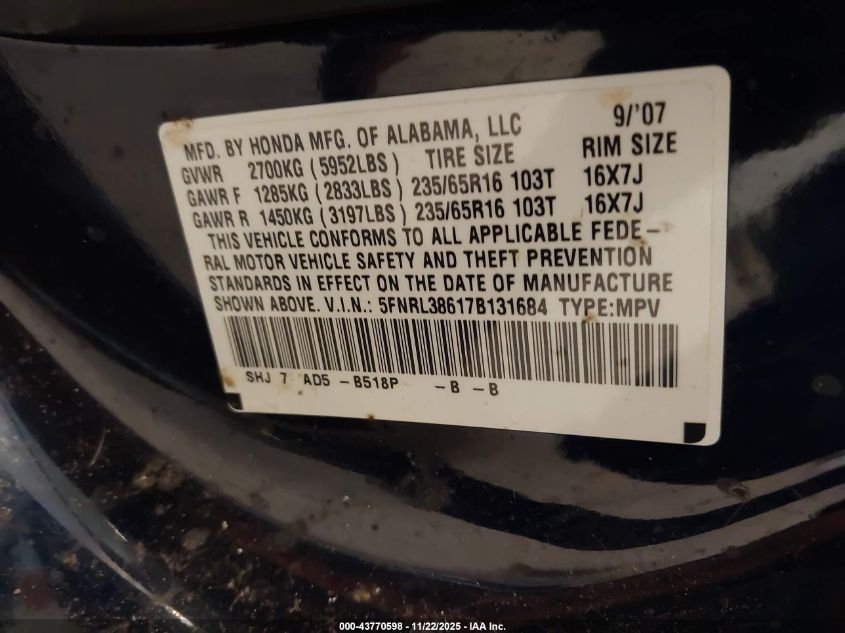 9/'07
MFD. BY HONDA MFG. OF ALABAMA, LLC
GVWR 2700KG (5952LBS) TIRE SIZE RIM SIZE
GAWR F 1285KG (2833LBS) 235/65R16 103T 16X7J
GAWR R 1450KG (3197LBS) 235/65R16 103T 16X7J
THIS VEHICLE CONFORMS TO ALL APPLICABLE FEDE-
RAL MOTOR VEHICLE SAFETY AND THEFT PREVENTION
STANDARDS IN EFFECT ON THE DATE OF MANUFACTURE
SHOWN ABOVE. V.I.N.: 5FNRL38617B131684 TYPE:MPV
SHJ 7 AD5 -B518P -B -B
000-43770598 - 11/22/2025 - IAA Inc.